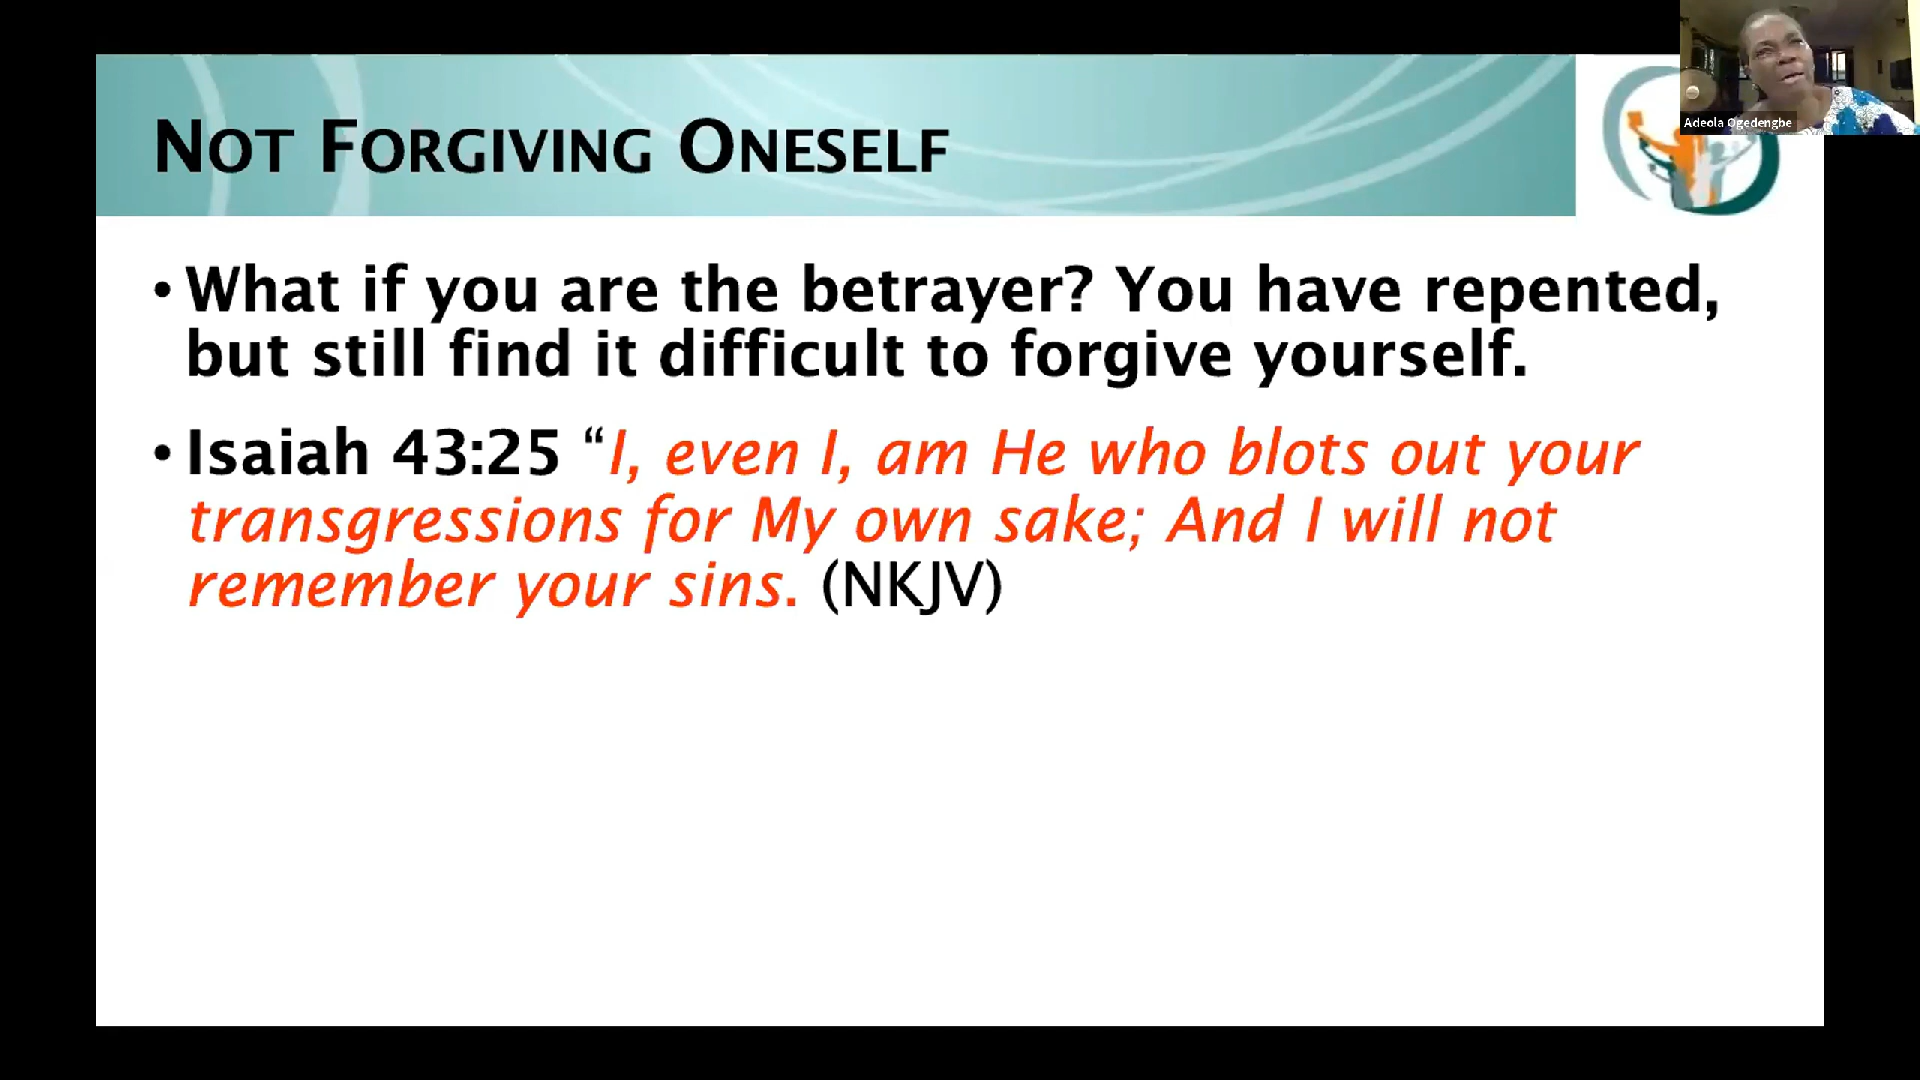 NOT FORGIVING ONESELF
Adeola Ogedengbe
• What if you are the betrayer? You have repented,
but still find it difficult to forgive yourself.
• Isaiah 43:25 “I, even I, am He who blots out your
transgressions for My own sake; And I will not
remember your sins. (NKJV)